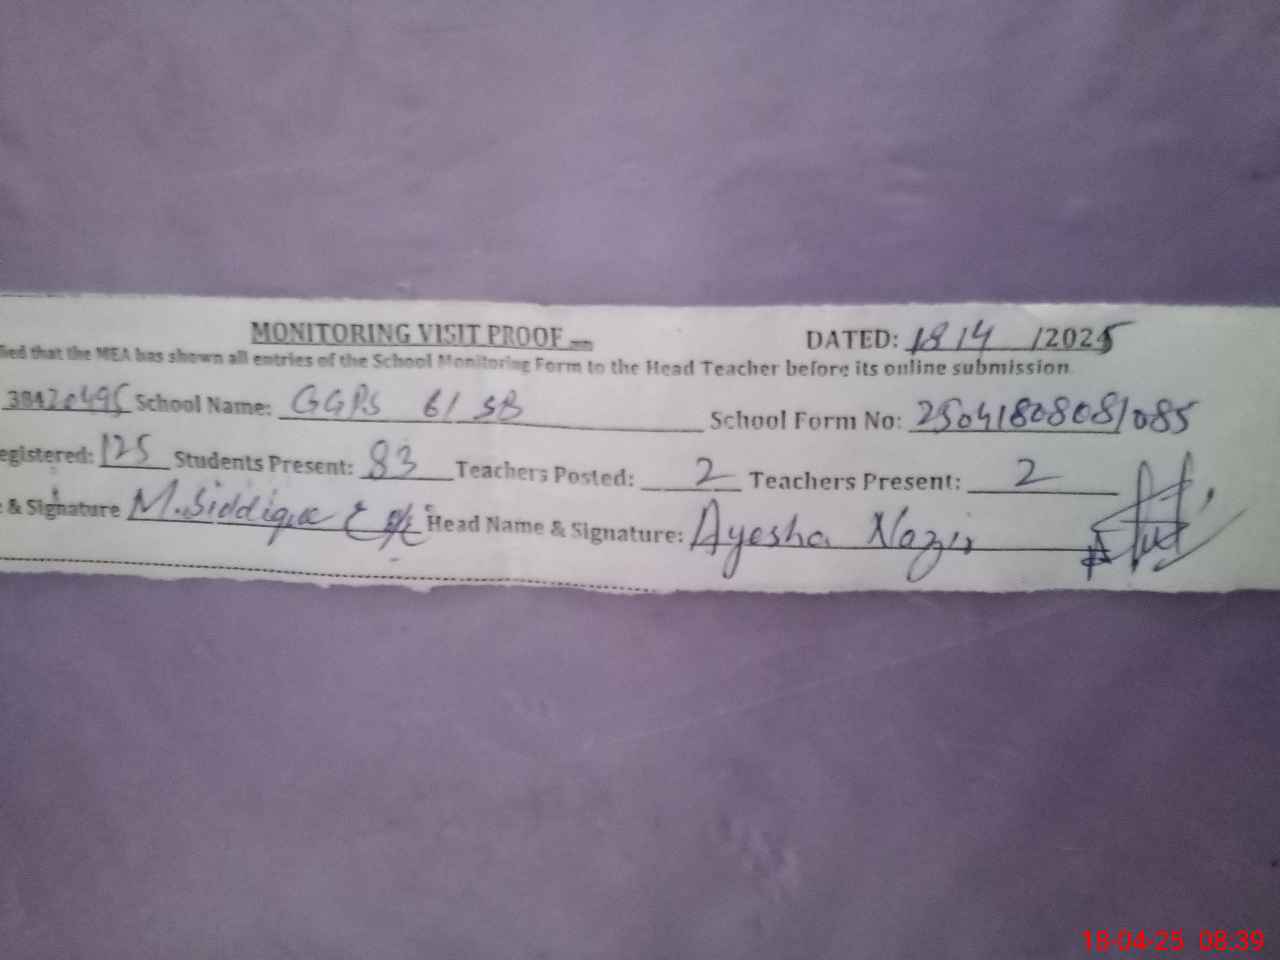 MONITORING VISIT PROOF
DATED: 18/4/2025
fied that the MEA has shown all entries of the School Monitoring Form to the Head Teacher before its online submission
38420495 School Name: GGPS 61 SB School Form No: 25041808081085
egistered: 125 Students Present: 83 Teachers Posted: 2 Teachers Present: 2
& Signature M.Siddique Head Name & Signature: Ayesha Nazir
18-04-25 08:39